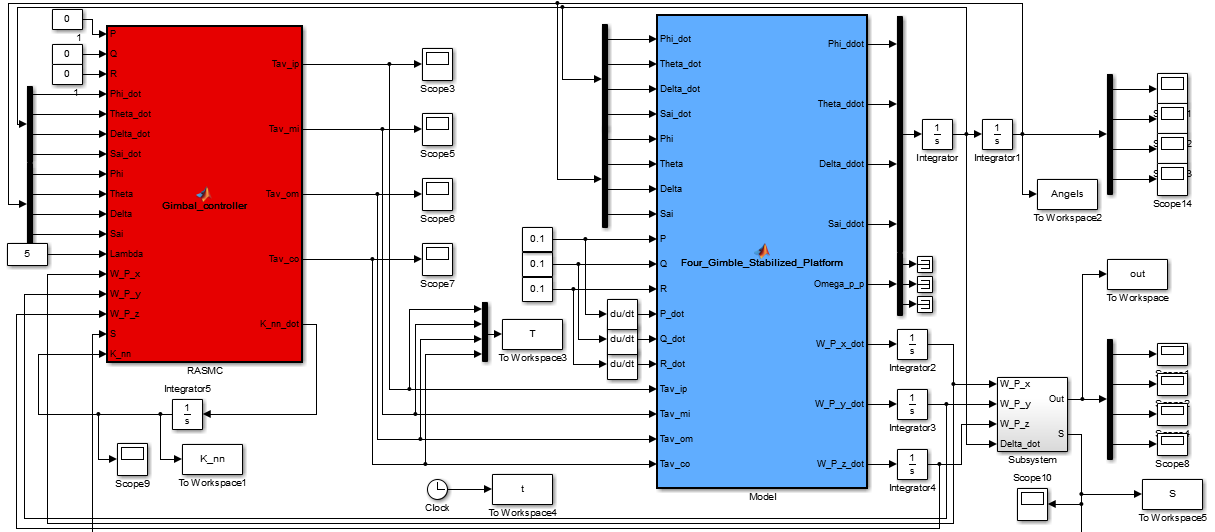 0
1
P
0
Q
0
R
1
Phi_dot
Theta_dot
Delta_dot
Sai_dot
Phi
Theta
Delta
Sai
5
Lambda
W_P_x
W_P_y
W_P_z
S
K_nn
Gimbal_controller
Tav_ip
Tav_mi
Tav_om
Tav_co
K_nn_dot
RASMC
Integrator5
1
s
Scope9
K_nn
To Workspace1
Scope3
Scope5
Scope6
Scope7
T
To Workspace3
Clock
t
To Workspace4
0.1
0.1
0.1
du/dt
du/dt
du/dt
Phi_dot
Theta_dot
Delta_dot
Sai_dot
Phi
Theta
Delta
Sai
P
Q
R
P_dot
Q_dot
R_dot
Tav_ip
Tav_mi
Tav_om
Tav_co
Four_Gimble_Stabilized_Platform
Phi_ddot
Theta_ddot
Delta_ddot
Sai_ddot
Omega_p_p
W_P_x_dot
W_P_y_dot
W_P_z_dot
Model
1
s
Integrator
1
s
Integrator1
1
s
Integrator2
1
s
Integrator3
1
s
Integrator4
Angels
To Workspace2
Scope14
out
To Workspace
W_P_x
W_P_y
W_P_z
Delta_dot
Out
S
Subsystem
Scope8
Scope10
S
To Workspace5